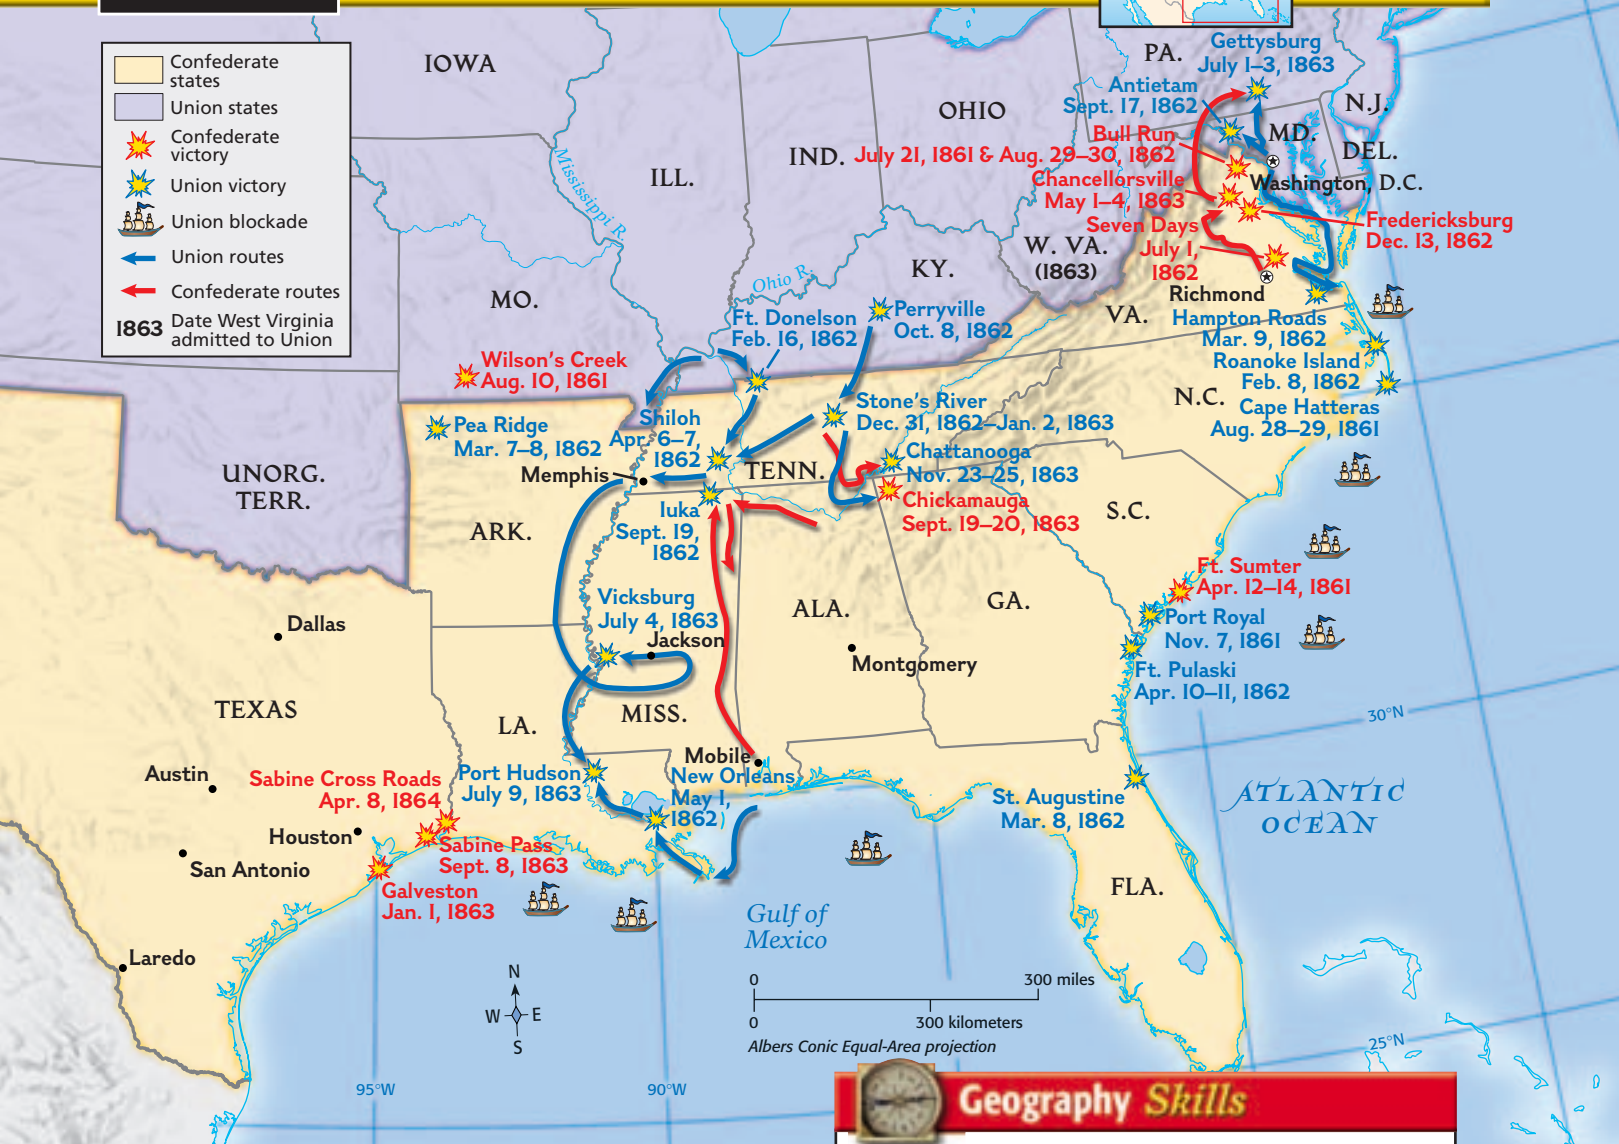 Confederate
states
Union states
Confederate
victory
Union victory
Union blockade
Union routes
Confederate routes
1863 Date West Virginia
admitted to Union
IOWA
ILL.
IND.
OHIO
PA.
N.J.
MD.
DEL.
MO.
KY.
W. VA.
(1863)
VA.
N.C.
S.C.
TENN.
ARK.
UNORG.
TERR.
TEXAS
LA.
MISS.
ALA.
GA.
FLA.
Mississippi R.
Ohio R.
Gettysburg
July 1–3, 1863
Antietam
Sept. 17, 1862
Bull Run
July 21, 1861 & Aug. 29–30, 1862
Chancellorsville
May 1–4, 1863
Seven Days
July 1,
1862
Washington, D.C.
Fredericksburg
Dec. 13, 1862
Richmond
Hampton Roads
Mar. 9, 1862
Roanoke Island
Feb. 8, 1862
Cape Hatteras
Aug. 28–29, 1861
Perryville
Oct. 8, 1862
Ft. Donelson
Feb. 16, 1862
Wilson's Creek
Aug. 10, 1861
Pea Ridge
Mar. 7–8, 1862
Shiloh
Apr. 6–7,
1862
Memphis
Stone's River
Dec. 31, 1862–Jan. 2, 1863
Chattanooga
Nov. 23–25, 1863
Chickamauga
Sept. 19–20, 1863
Iuka
Sept. 19,
1862
Vicksburg
July 4, 1863
Jackson
Montgomery
Ft. Sumter
Apr. 12–14, 1861
Port Royal
Nov. 7, 1861
Ft. Pulaski
Apr. 10–11, 1862
Dallas
Austin
Houston
San Antonio
Laredo
Sabine Cross Roads
Apr. 8, 1864
Sabine Pass
Sept. 8, 1863
Galveston
Jan. 1, 1863
Port Hudson
July 9, 1863
Mobile
New Orleans
May 1,
1862
St. Augustine
Mar. 8, 1862
30°N
ATLANTIC
OCEAN
Gulf of
Mexico
N
W E
S
0 300 miles
0 300 kilometers
Albers Conic Equal-Area projection
25°N
95°W
90°W
Geography Skills